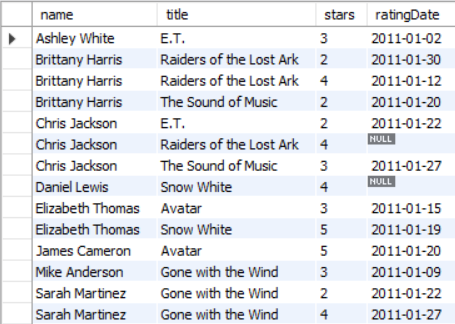 name title stars ratingDate
Ashley White E.T. 3 2011-01-02
Brittany Harris Raiders of the Lost Ark 2 2011-01-30
Brittany Harris Raiders of the Lost Ark 4 2011-01-12
Brittany Harris The Sound of Music 2 2011-01-20
Chris Jackson E.T. 2 2011-01-22
Chris Jackson Raiders of the Lost Ark 4 NULL
Chris Jackson The Sound of Music 3 2011-01-27
Daniel Lewis Snow White 4 NULL
Elizabeth Thomas Avatar 3 2011-01-15
Elizabeth Thomas Snow White 5 2011-01-19
James Cameron Avatar 5 2011-01-20
Mike Anderson Gone with the Wind 3 2011-01-09
Sarah Martinez Gone with the Wind 2 2011-01-22
Sarah Martinez Gone with the Wind 4 2011-01-27